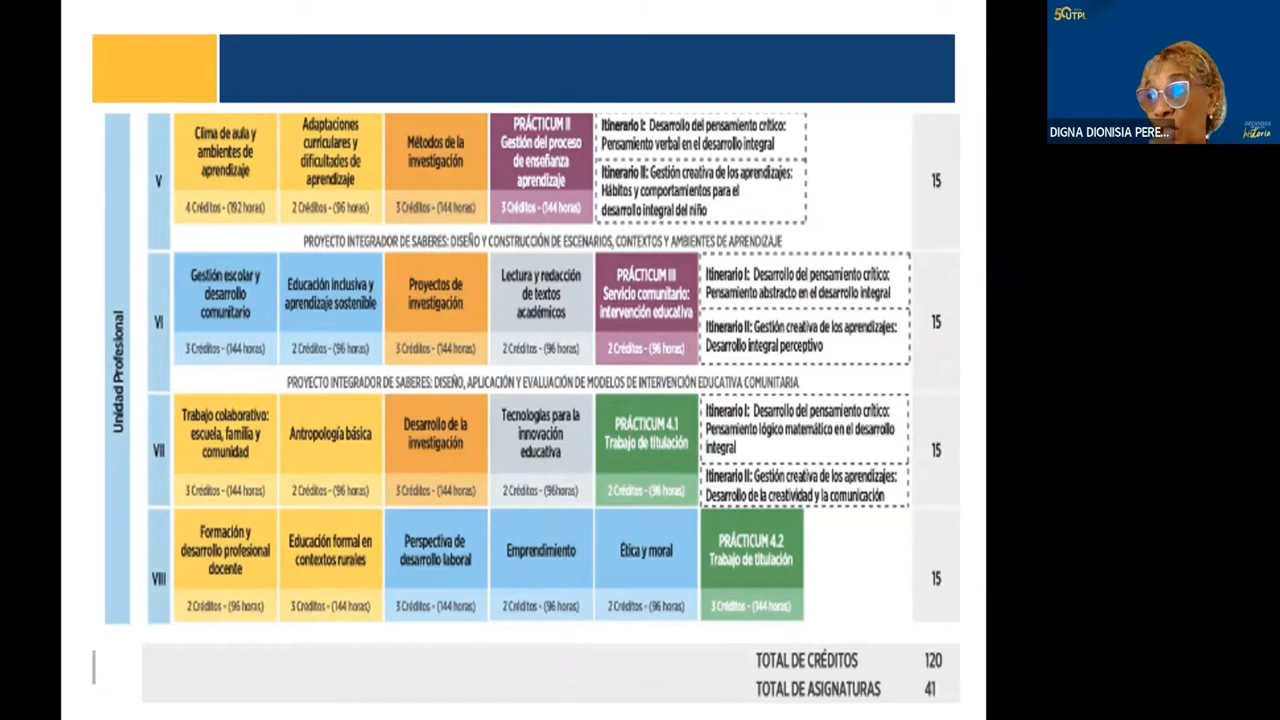 50 UTPL
DIGNA DIONISIA PERE...
DECIDIDOS
historia
Unidad Profesional
V
Clima de aula y
ambientes de
aprendizaje
4 Créditos - (192 horas)
Adaptaciones
curriculares y
dificultades de
aprendizaje
2 Créditos - (96 horas)
Métodos de la
investigación
3 Créditos - (144 horas)
PRÁCTICUM II
Gestión del proceso
de enseñanza
aprendizaje
3 Créditos - (144 horas)
Itinerario I: Desarrollo del pensamiento crítico:
Pensamiento verbal en el desarrollo integral
Itinerario II: Gestión creativa de los aprendizajes:
Hábitos y comportamientos para el
desarrollo integral del niño
15
PROYECTO INTEGRADOR DE SABERES: DISEÑO Y CONSTRUCCIÓN DE ESCENARIOS, CONTEXTOS Y AMBIENTES DE APRENDIZAJE
VI
Gestión escolar y
desarrollo
comunitario
3 Créditos - (144 horas)
Educación inclusiva y
aprendizaje sostenible
2 Créditos - (96 horas)
Proyectos de
investigación
3 Créditos - (144 horas)
Lectura y redacción
de textos
académicos
2 Créditos - (96 horas)
PRÁCTICUM III
Servicio comunitario:
intervención educativa
2 Créditos - (96 horas)
Itinerario I: Desarrollo del pensamiento crítico:
Pensamiento abstracto en el desarrollo integral
Itinerario II: Gestión creativa de los aprendizajes:
Desarrollo integral perceptivo
15
PROYECTO INTEGRADOR DE SABERES: DISEÑO, APLICACIÓN Y EVALUACIÓN DE MODELOS DE INTERVENCIÓN EDUCATIVA COMUNITARIA
VII
Trabajo colaborativo:
escuela, familia y
comunidad
3 Créditos - (144 horas)
Antropología básica
2 Créditos - (96 horas)
Desarrollo de la
investigación
3 Créditos - (144 horas)
Tecnologías para la
innovación
educativa
2 Créditos - (96horas)
PRÁCTICUM 4.1
Trabajo de titulación
2 Créditos - (96 horas)
Itinerario I: Desarrollo del pensamiento crítico:
Pensamiento lógico matemático en el desarrollo
integral
Itinerario II: Gestión creativa de los aprendizajes:
Desarrollo de la creatividad y la comunicación
15
VIII
Formación y
desarrollo profesional
docente
2 Créditos - (96 horas)
Educación formal en
contextos rurales
3 Créditos - (144 horas)
Perspectiva de
desarrollo laboral
3 Créditos - (144 horas)
Emprendimiento
2 Créditos - (96 horas)
Ética y moral
2 Créditos - (96 horas)
PRÁCTICUM 4.2
Trabajo de titulación
3 Créditos - (144 horas)
15
TOTAL DE CRÉDITOS 120
TOTAL DE ASIGNATURAS 41